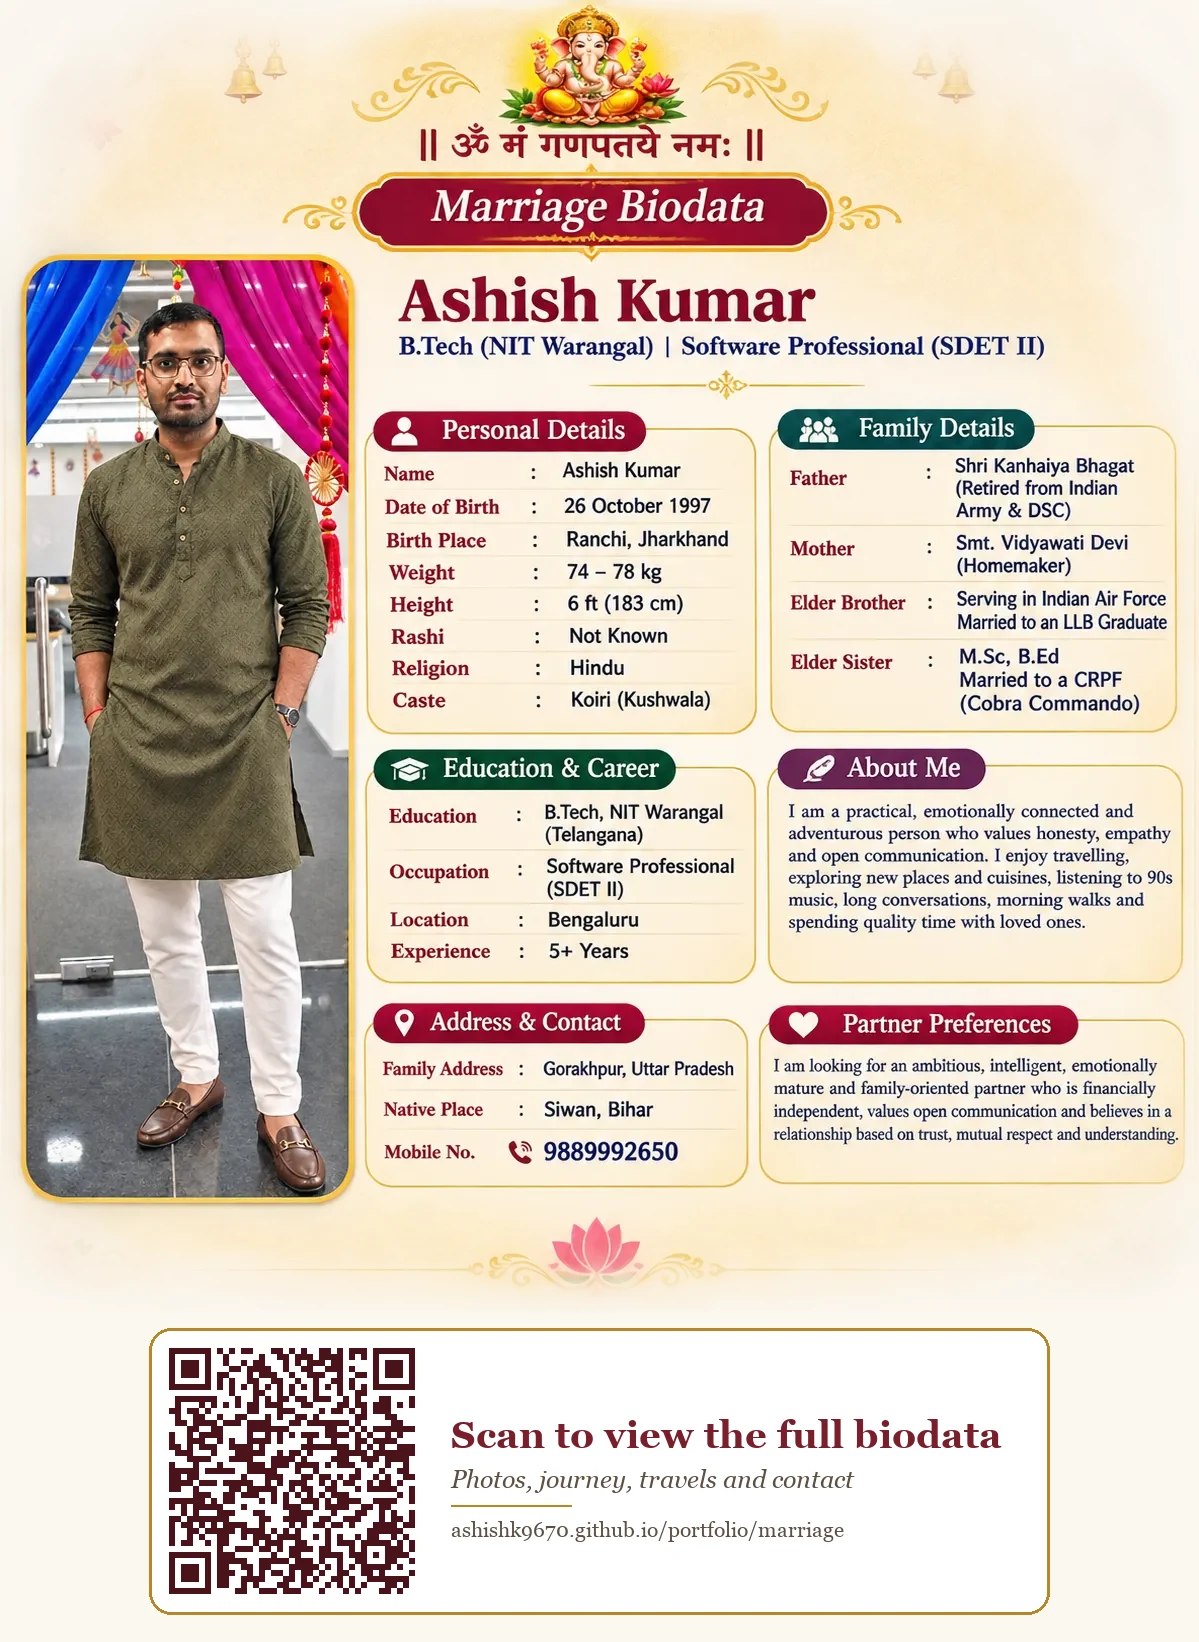 || ॐ मं गणपतये नमः ||
Marriage Biodata
Ashish Kumar
B.Tech (NIT Warangal) | Software Professional (SDET II)
Personal Details
Name : Ashish Kumar
Date of Birth : 26 October 1997
Birth Place : Ranchi, Jharkhand
Weight : 74 – 78 kg
Height : 6 ft (183 cm)
Rashi : Not Known
Religion : Hindu
Caste : Koiri (Kushwala)
Family Details
Father : Shri Kanhaiya Bhagat
(Retired from Indian
Army & DSC)
Mother : Smt. Vidyawati Devi
(Homemaker)
Elder Brother : Serving in Indian Air Force
Married to an LLB Graduate
Elder Sister : M.Sc, B.Ed
Married to a CRPF
(Cobra Commando)
Education & Career
Education : B.Tech, NIT Warangal
(Telangana)
Occupation : Software Professional
(SDET II)
Location : Bengaluru
Experience : 5+ Years
About Me
I am a practical, emotionally connected and
adventurous person who values honesty, empathy
and open communication. I enjoy travelling,
exploring new places and cuisines, listening to 90s
music, long conversations, morning walks and
spending quality time with loved ones.
Address & Contact
Family Address : Gorakhpur, Uttar Pradesh
Native Place : Siwan, Bihar
Mobile No. 9889992650
Partner Preferences
I am looking for an ambitious, intelligent, emotionally
mature and family-oriented partner who is financially
independent, values open communication and believes in a
relationship based on trust, mutual respect and understanding.
Scan to view the full biodata
Photos, journey, travels and contact
ashishk9670.github.io/portfolio/marriage